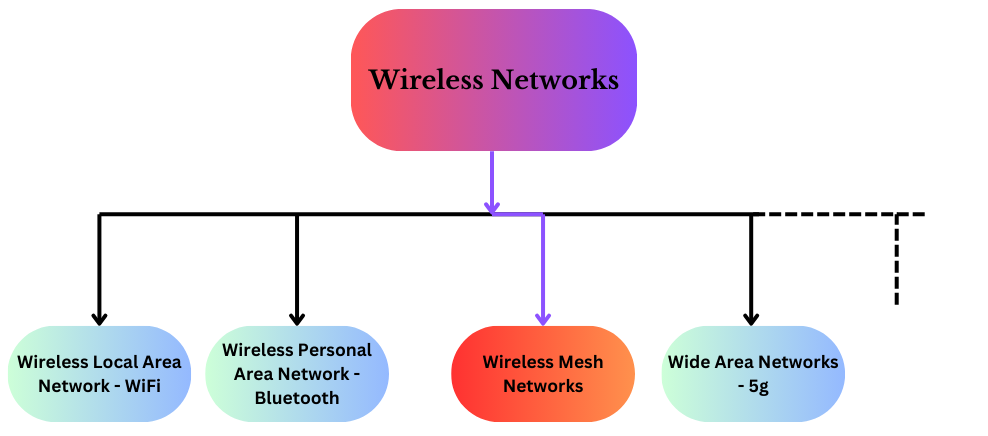 Wireless Networks
Wireless Local Area
Network - WiFi
Wireless Personal
Area Network -
Bluetooth
Wireless Mesh
Networks
Wide Area Networks
- 5g